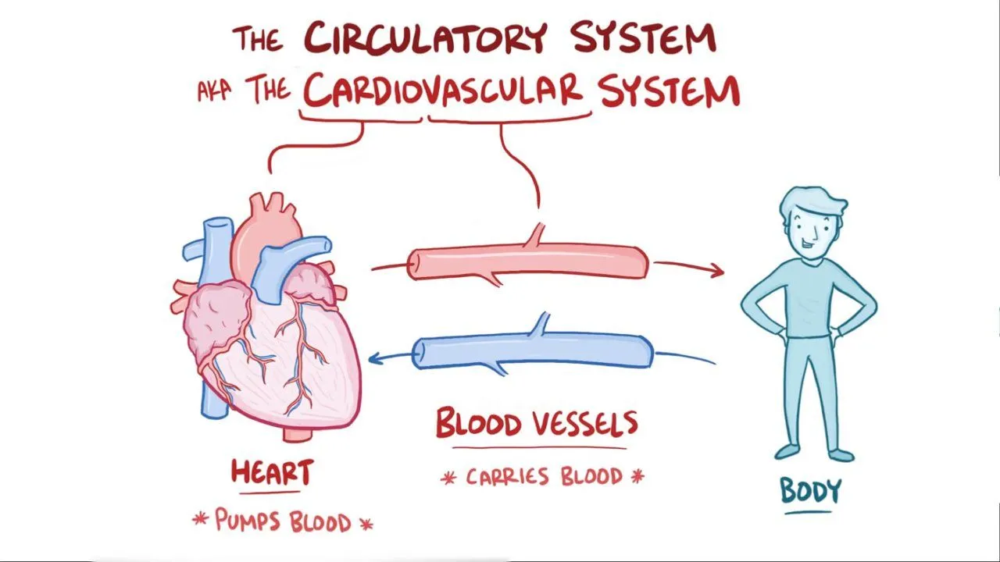 THE CIRCULATORY SYSTEM
AKA THE CARDIOVASCULAR SYSTEM
HEART
* PUMPS BLOOD *
BLOOD VESSELS
* CARRIES BLOOD *
BODY